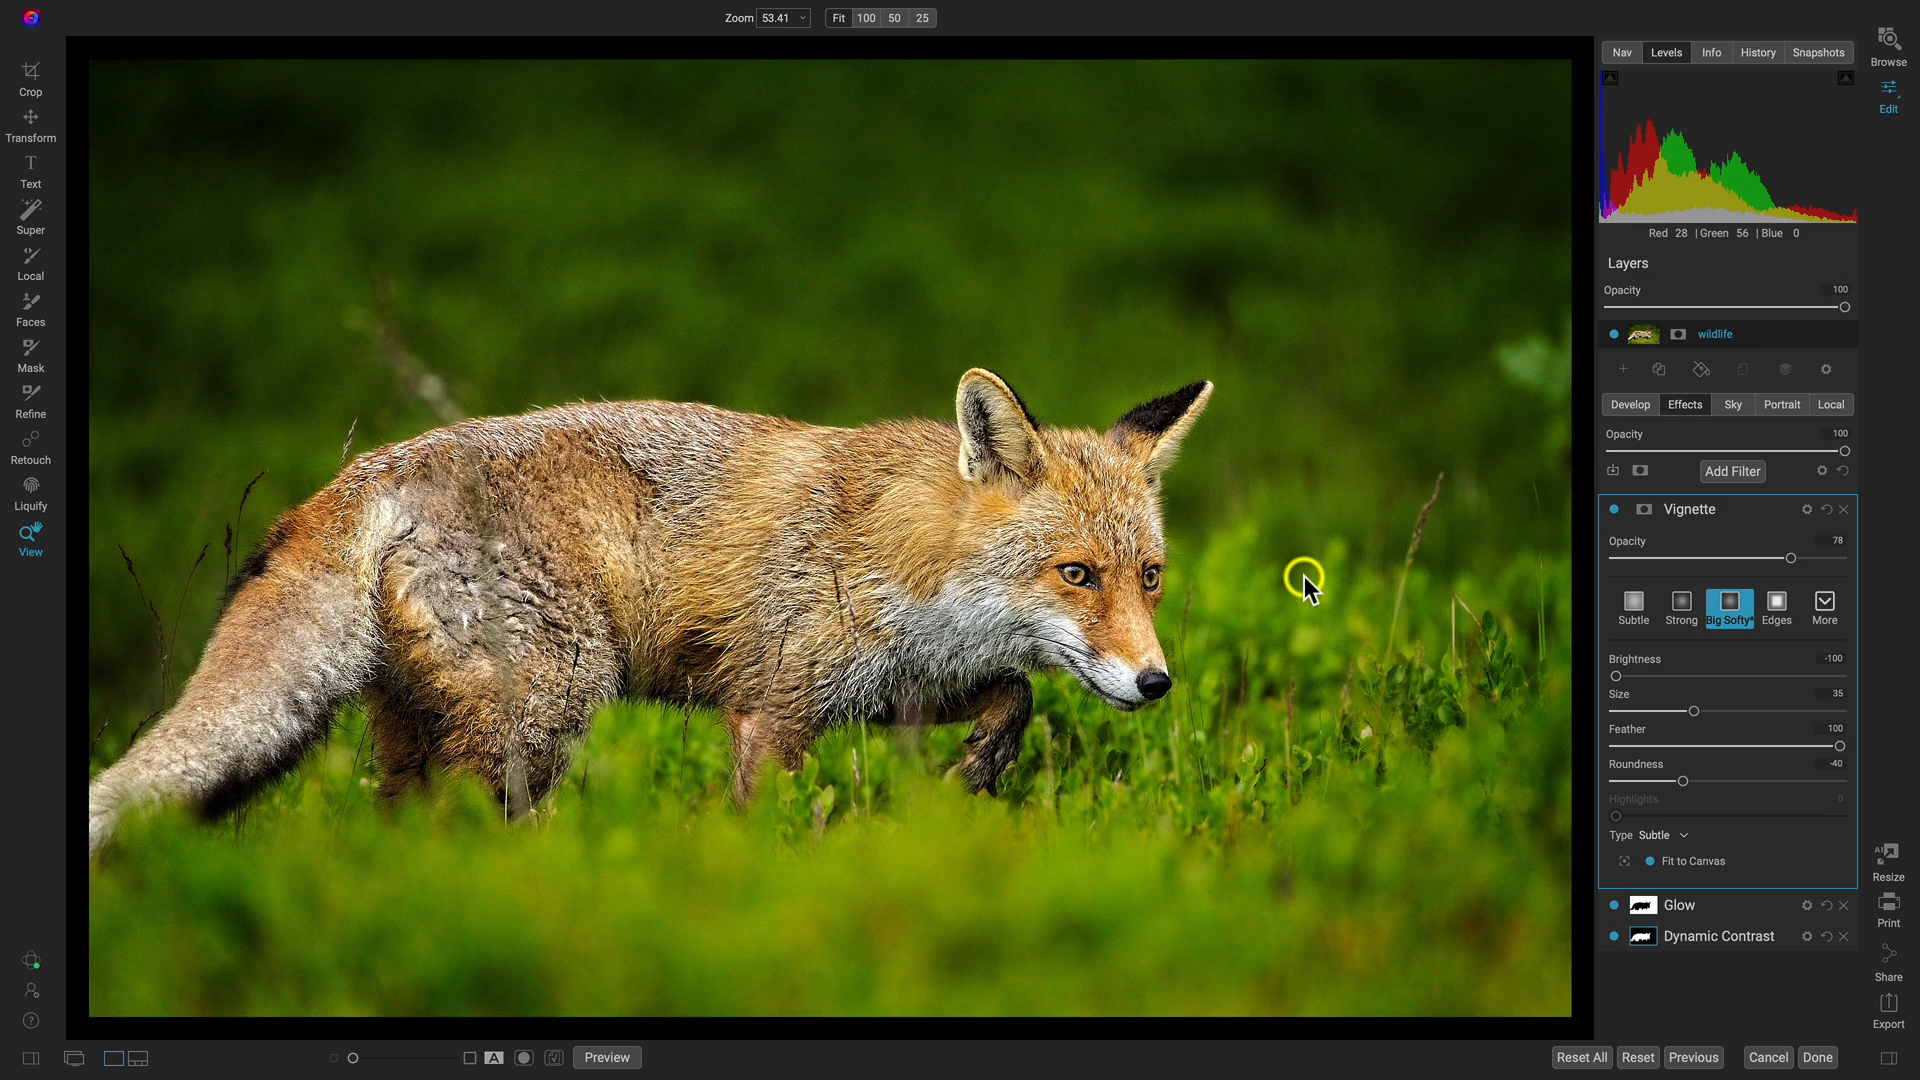 Zoom 53.41 Fit 100 50 25
Crop
Transform
Text
Super
Local
Faces
Mask
Refine
Retouch
Liquify
View
Nav Levels Info History Snapshots
Red 28 | Green 56 | Blue 0
Layers
Opacity 100
wildlife
Develop Effects Sky Portrait Local
Opacity 100
Add Filter
Vignette
Opacity 78
Subtle Strong Big Softy* Edges More
Brightness -100
Size 35
Feather 100
Roundness -40
Highlights 0
Type Subtle
Fit to Canvas
Glow
Dynamic Contrast
Browse
Edit
AI
Resize
Print
Share
Export
A Preview
Reset All Reset Previous Cancel Done